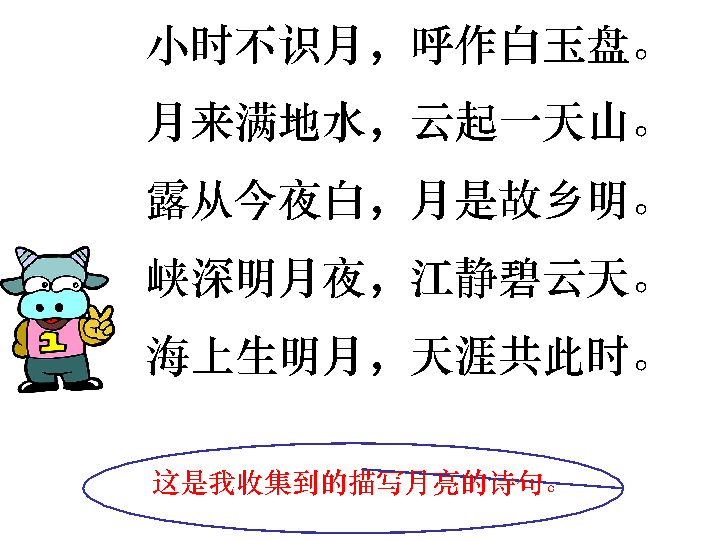 小时不识月，呼作白玉盘。
月来满地水，云起一天山。
露从今夜白，月是故乡明。
峡深明月夜，江静碧云天。
海上生明月，天涯共此时。
1
这是我收集到的描写月亮的诗句。